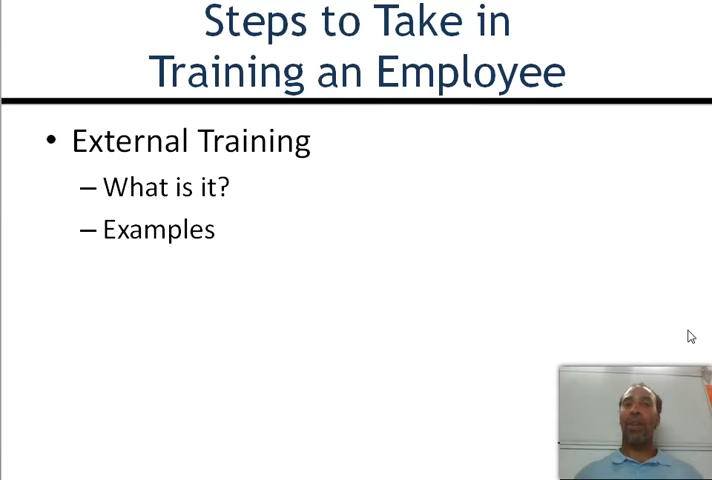 Steps to Take in
Training an Employee
• External Training
– What is it?
– Examples